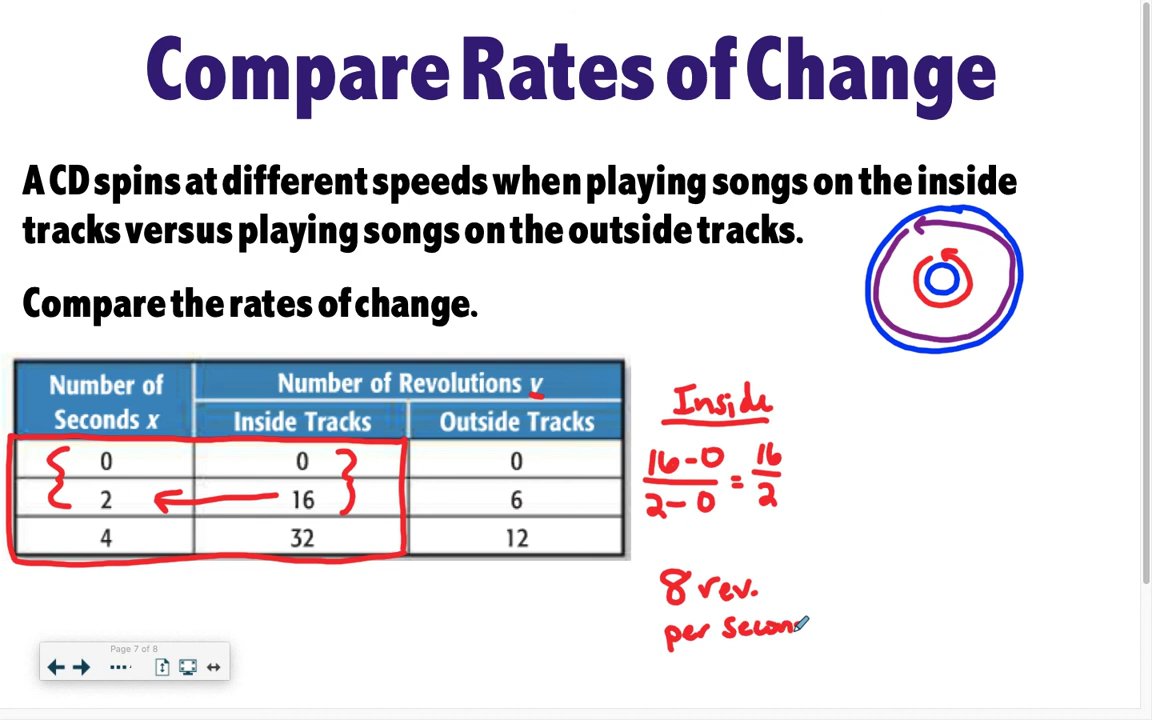 Compare Rates of Change
A CD spins at different speeds when playing songs on the inside
tracks versus playing songs on the outside tracks.
Compare the rates of change.
Number of Seconds x
Number of Revolutions v
Inside Tracks Outside Tracks
0 0 0
2 16 6
4 32 12
Inside
16-0 / 2-0 = 16 / 2
8 rev.
per secon
Page 7 of 8